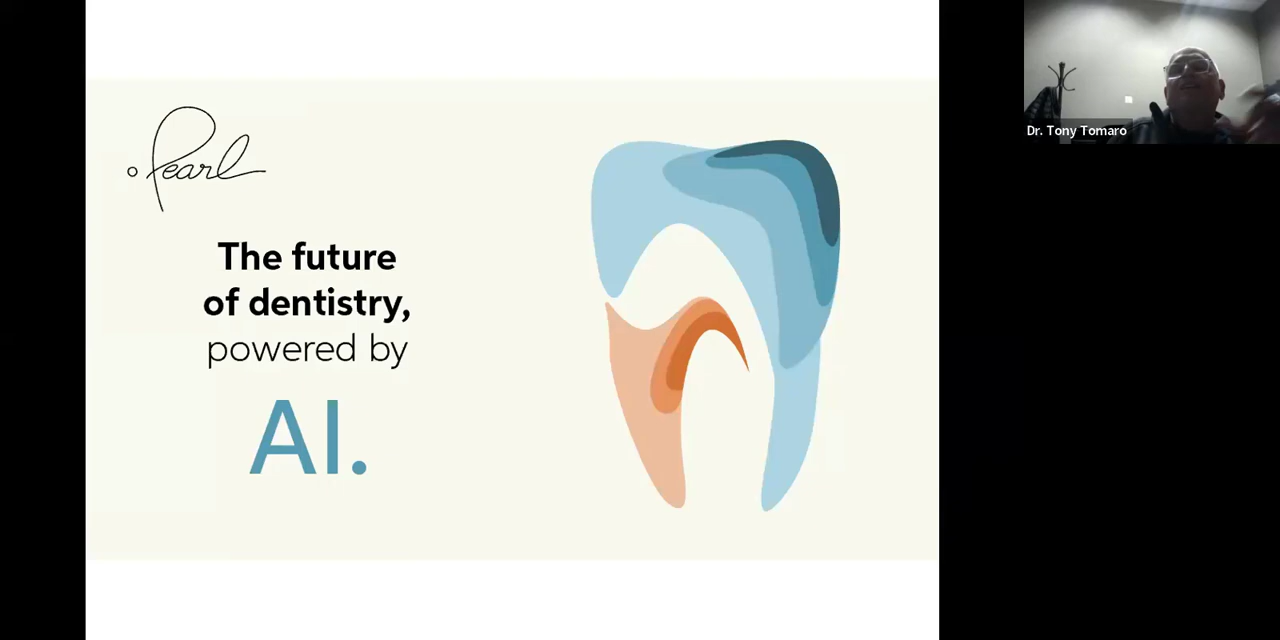 Pearl
The future
of dentistry,
powered by
AI.
Dr. Tony Tomaro